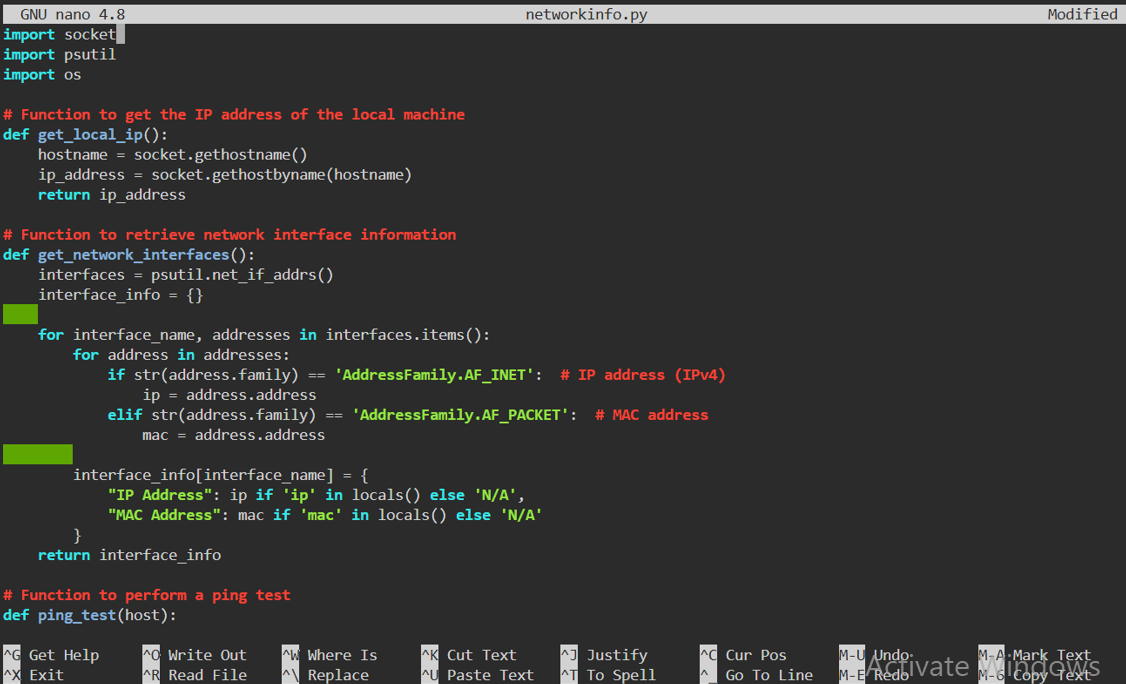 GNU nano 4.8 networkinfo.py Modified
import socket
import psutil
import os

# Function to get the IP address of the local machine
def get_local_ip():
    hostname = socket.gethostname()
    ip_address = socket.gethostbyname(hostname)
    return ip_address

# Function to retrieve network interface information
def get_network_interfaces():
    interfaces = psutil.net_if_addrs()
    interface_info = {}

    for interface_name, addresses in interfaces.items():
        for address in addresses:
            if str(address.family) == 'AddressFamily.AF_INET':  # IP address (IPv4)
                ip = address.address
            elif str(address.family) == 'AddressFamily.AF_PACKET':  # MAC address
                mac = address.address

        interface_info[interface_name] = {
            "IP Address": ip if 'ip' in locals() else 'N/A',
            "MAC Address": mac if 'mac' in locals() else 'N/A'
        }
    return interface_info

# Function to perform a ping test
def ping_test(host):

^G Get Help ^O Write Out ^W Where Is ^K Cut Text ^J Justify ^C Cur Pos M-U Undo M-A Mark Text
^X Exit ^R Read File ^\ Replace ^U Paste Text ^T To Spell ^_ Go To Line M-E Redo M-6 Copy Text
Activate Windows